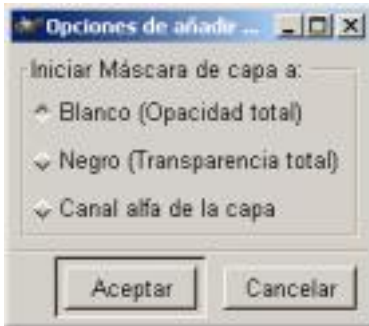 Opciones de añadir ...
Iniciar Máscara de capa a:
Blanco (Opacidad total)
Negro (Transparencia total)
Canal alfa de la capa
Aceptar Cancelar